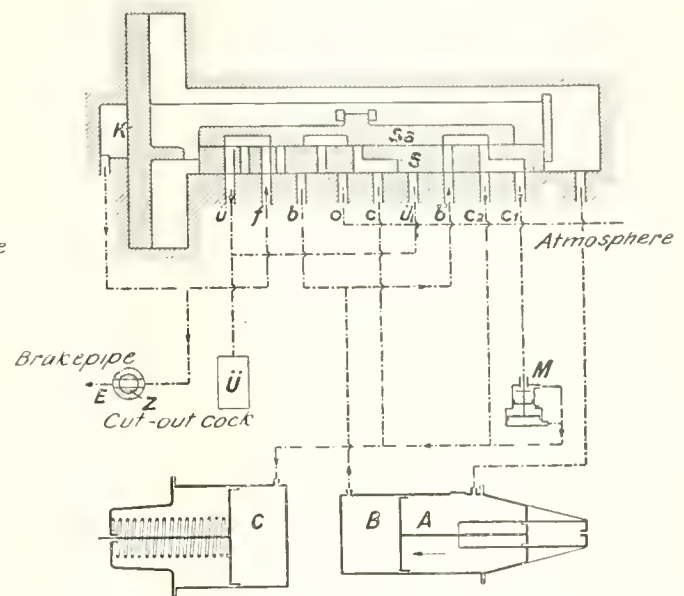 K
Sa
S
ü f b o c ü b c2 c1
Atmosphere
e
Brakepipe
E Z
Cut-out cock
Ü
M
C
B A